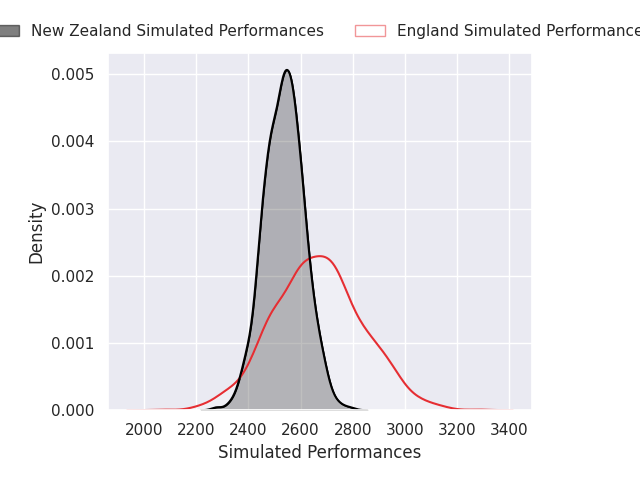 New Zealand Simulated Performances England Simulated Performance
0.005
0.004
0.003
0.002
0.001
0.000
Density
2000 2200 2400 2600 2800 3000 3200 3400
Simulated Performances